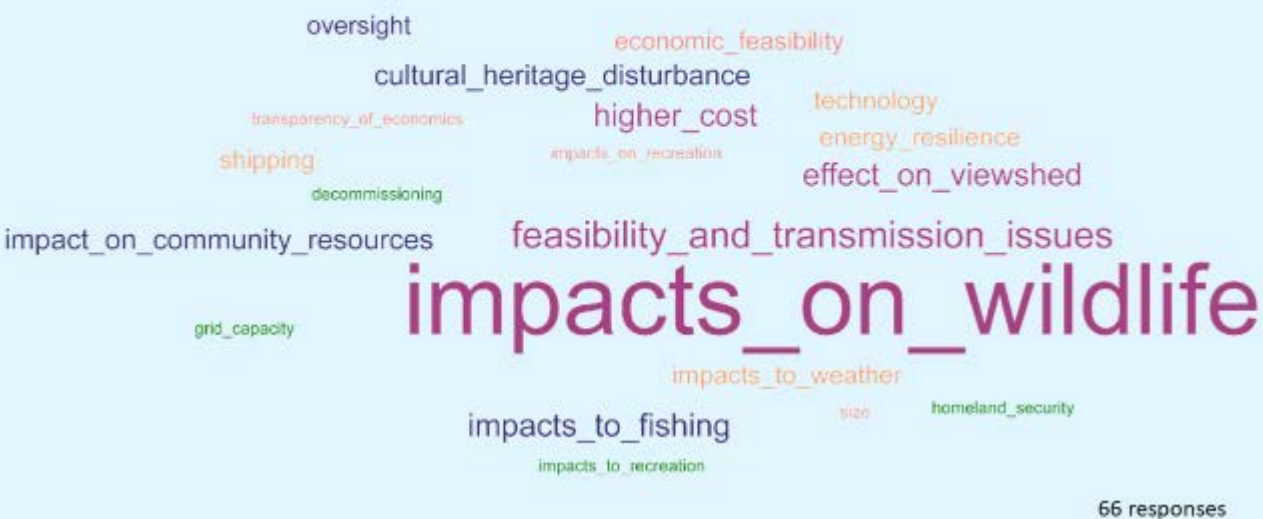 oversight
economic_feasibility
cultural_heritage_disturbance
technology
transparency_of_economics
higher_cost
energy_resilience
shipping
impacts_on_recreation
effect_on_viewshed
decommissioning
impact_on_community_resources
feasibility_and_transmission_issues
impacts_on_wildlife
grid_capacity
impacts_to_weather
size
homeland_security
impacts_to_fishing
impacts_to_recreation
66 responses